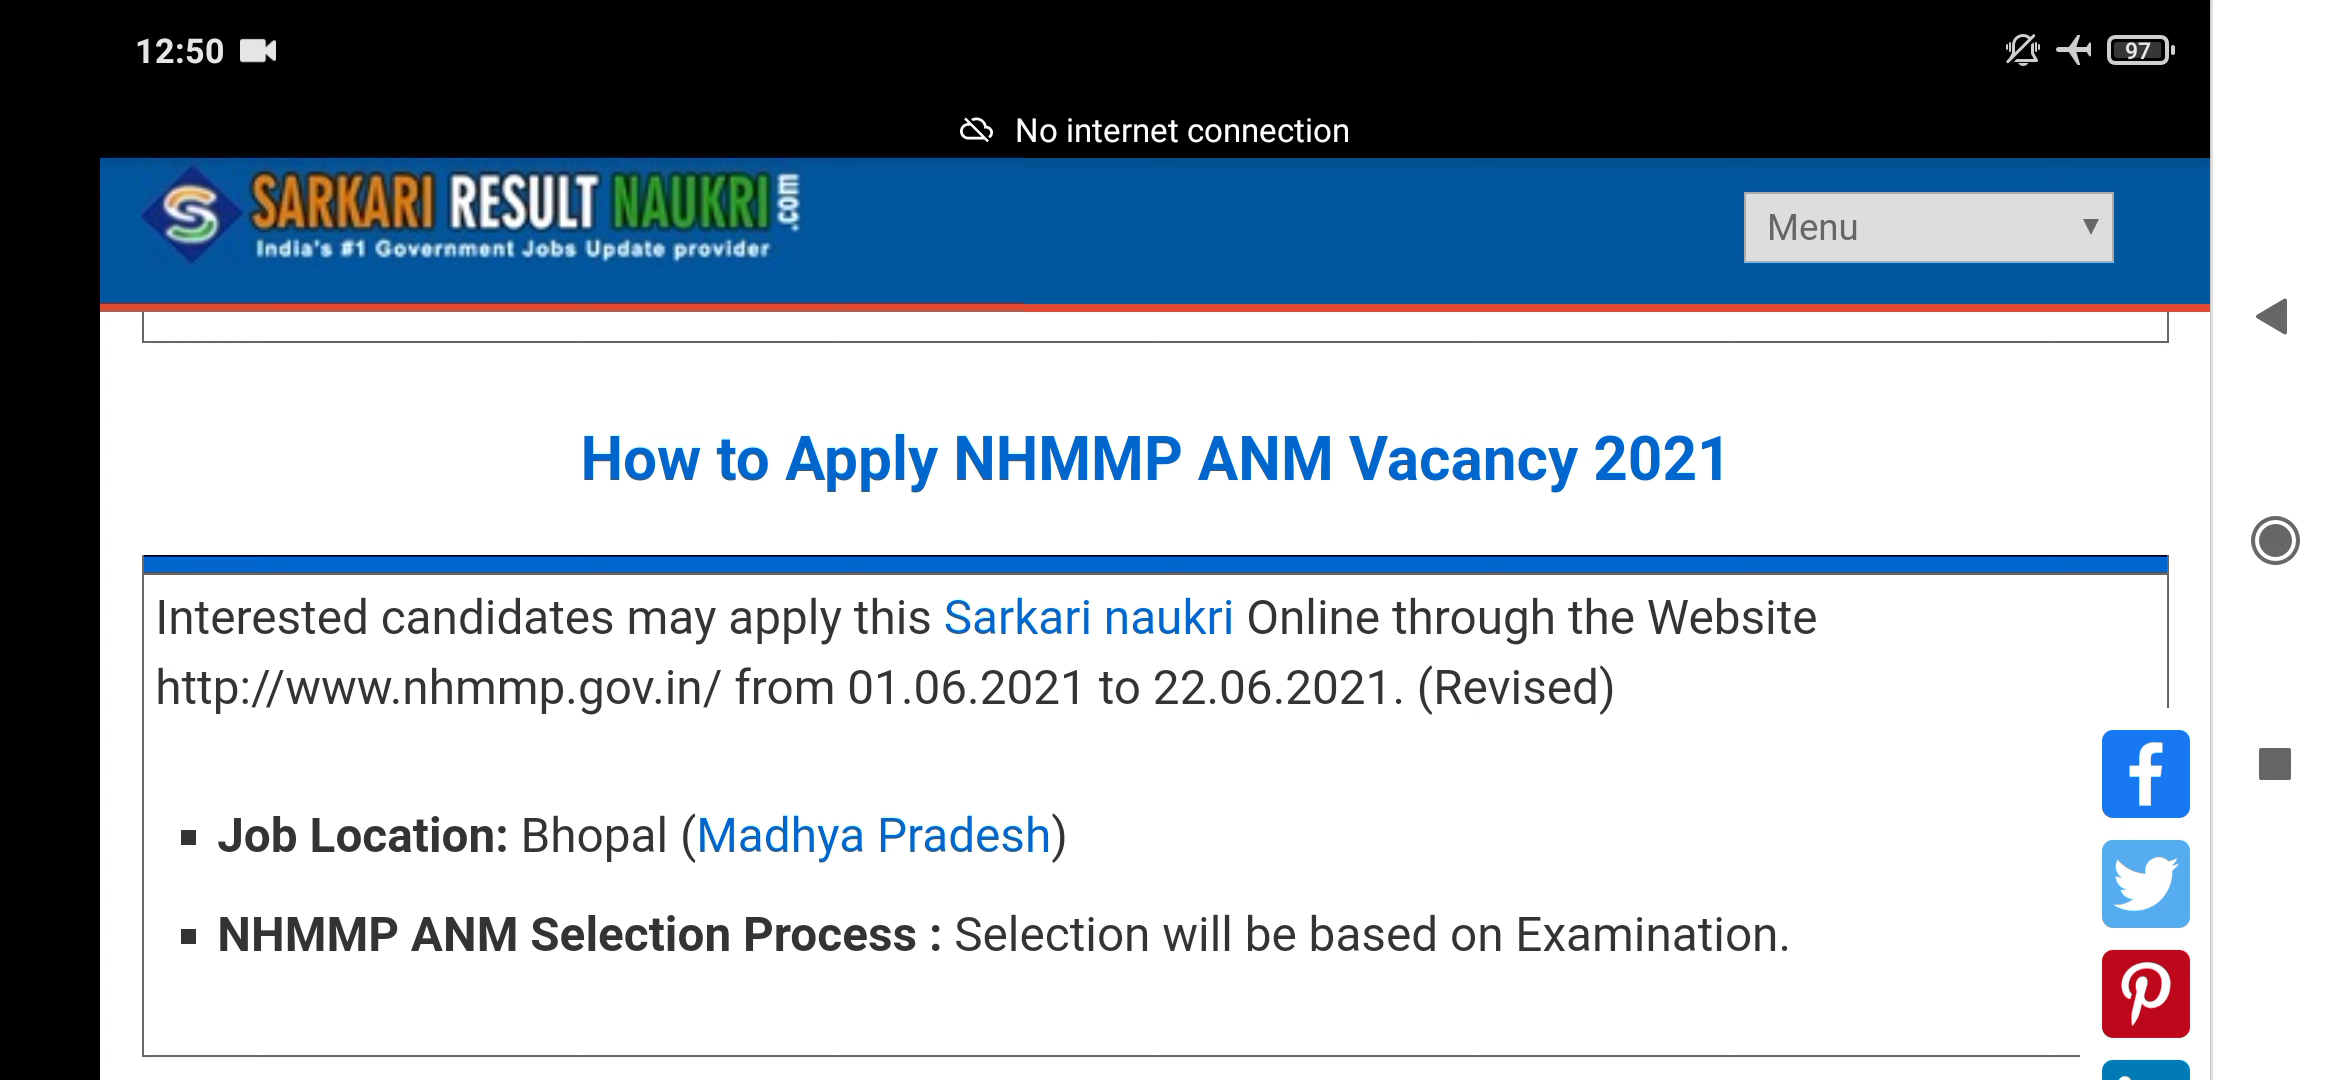 12:50
97
No internet connection
SARKARI RESULT NAUKRI.com
India's #1 Government Jobs Update provider
Menu
How to Apply NHMMP ANM Vacancy 2021
Interested candidates may apply this Sarkari naukri Online through the Website
http://www.nhmmp.gov.in/ from 01.06.2021 to 22.06.2021. (Revised)
▪ Job Location: Bhopal (Madhya Pradesh)
▪ NHMMP ANM Selection Process : Selection will be based on Examination.